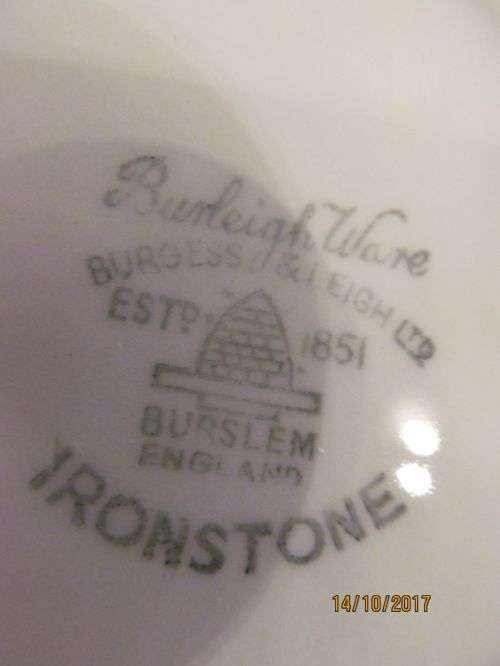 Burleigh Ware
BURGESS & LEIGH LTD
ESTD 1851
BURSLEM
ENGLAND
IRONSTONE
14/10/2017